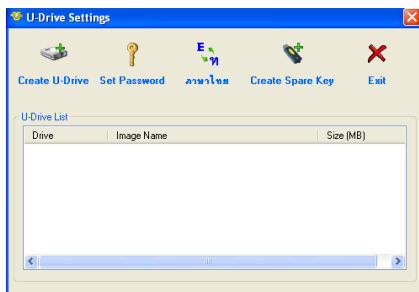 U-Drive Settings
E
ท
Create U-Drive Set Password ภาษาไทย Create Spare Key Exit
U-Drive List
Drive Image Name Size (MB)